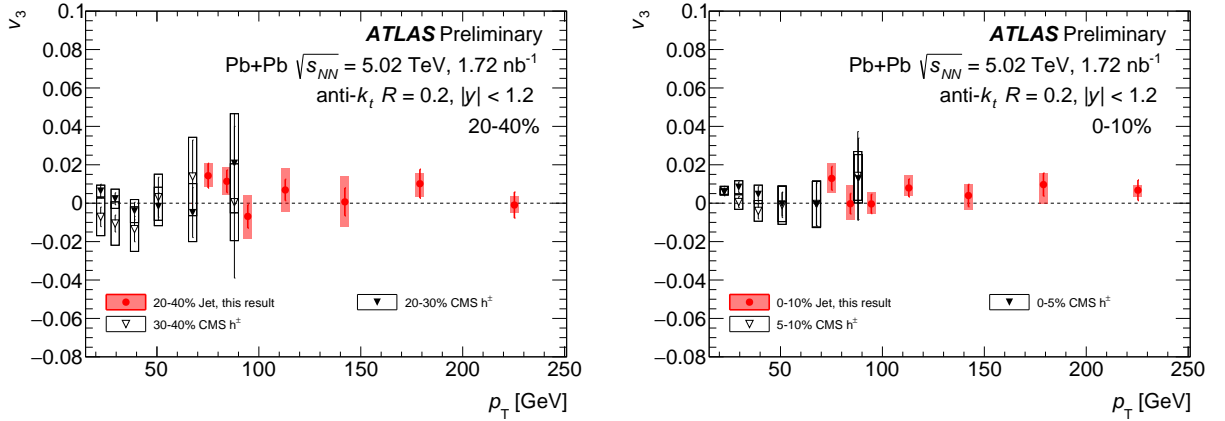 v₃
0.1
0.08
0.06
0.04
0.02
0
−0.02
−0.04
−0.06
−0.08
ATLAS Preliminary
Pb+Pb √sNN = 5.02 TeV, 1.72 nb⁻¹
anti-kt R = 0.2, |y| < 1.2
20-40%
20-40% Jet, this result
20-30% CMS h±
30-40% CMS h±
50 100 150 200 250
pT [GeV]
v₃
0.1
0.08
0.06
0.04
0.02
0
−0.02
−0.04
−0.06
−0.08
ATLAS Preliminary
Pb+Pb √sNN = 5.02 TeV, 1.72 nb⁻¹
anti-kt R = 0.2, |y| < 1.2
0-10%
0-10% Jet, this result
0-5% CMS h±
5-10% CMS h±
50 100 150 200 250
pT [GeV]